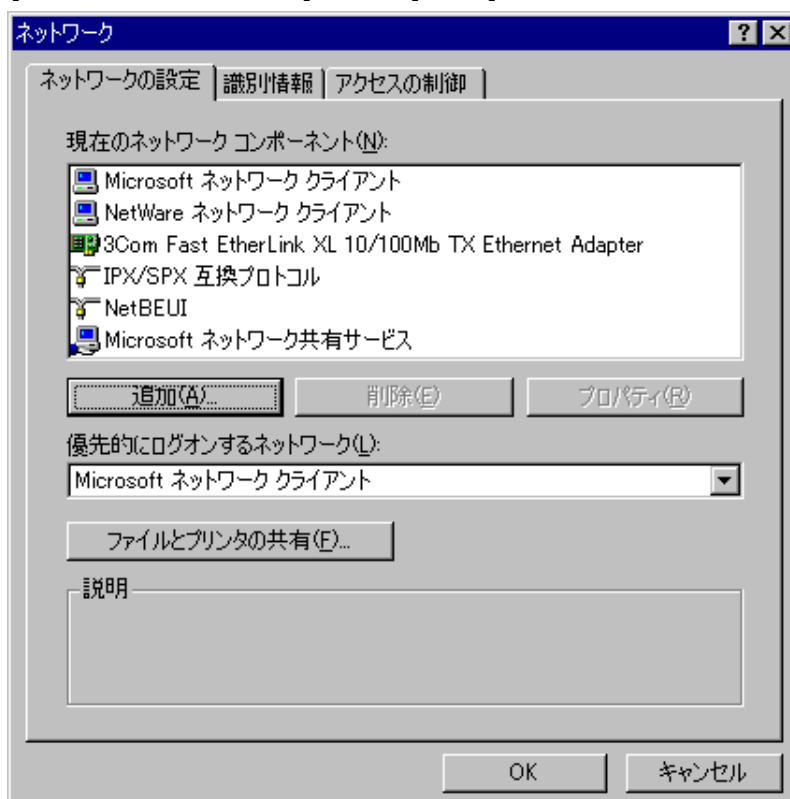 ネットワーク
ネットワークの設定 識別情報 アクセスの制御
現在のネットワーク コンポーネント(N):
Microsoft ネットワーク クライアント
NetWare ネットワーク クライアント
3Com Fast EtherLink XL 10/100Mb TX Ethernet Adapter
IPX/SPX 互換プロトコル
NetBEUI
Microsoft ネットワーク共有サービス
追加(A)... 削除(E) プロパティ(R)
優先的にログオンするネットワーク(L):
Microsoft ネットワーク クライアント
ファイルとプリンタの共有(F)...
説明
OK キャンセル